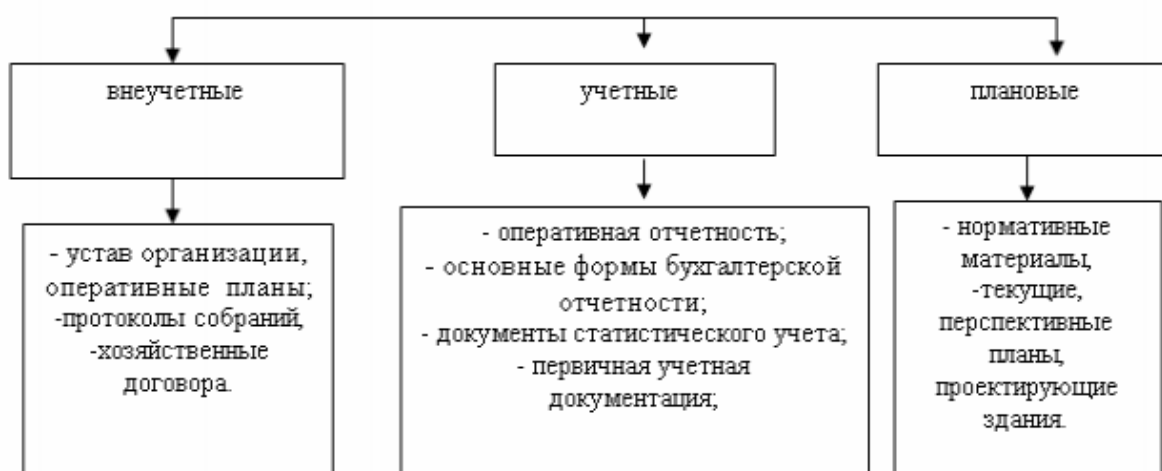 внеучетные
учетные
плановые
- устав организации,
оперативные планы;
-протоколы собраний,
-хозяйственные
договора.
- оперативная отчетность;
- основные формы бухгалтерской
отчетности;
- документы статистического учета;
- первичная учетная
документация;
- нормативные
материалы,
-текущие,
перспективные
планы,
проектирующие
здания.